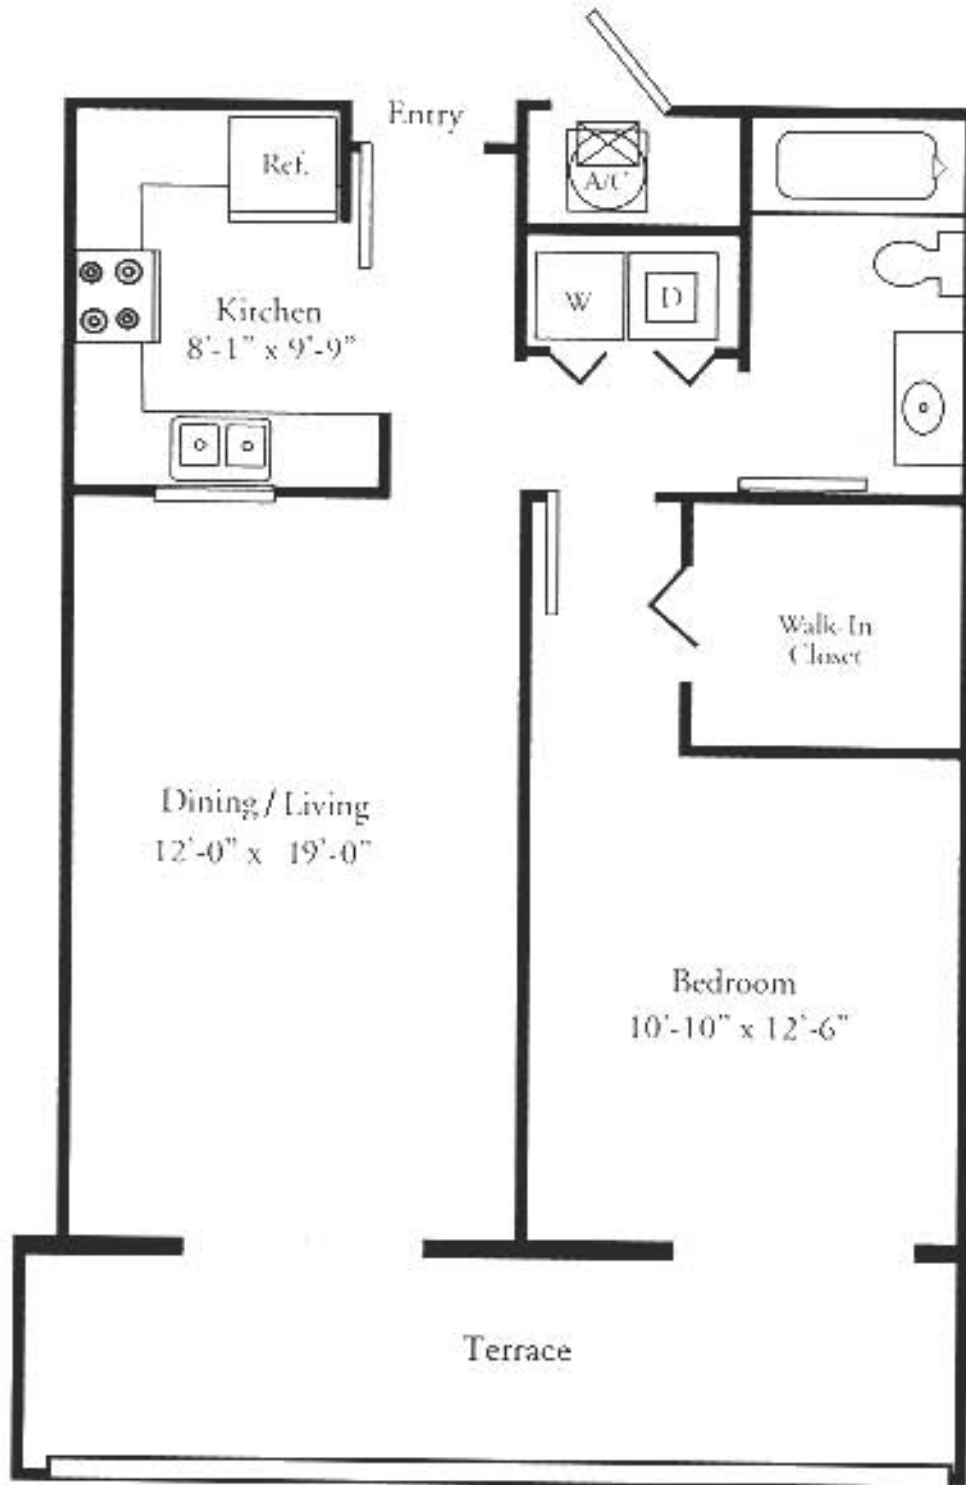 Entry
Ref.
A/C
Kitchen
8'-1" x 9'-9"
W
D
Walk-In
Closet
Dining / Living
12'-0" x 19'-0"
Bedroom
10'-10" x 12'-6"
Terrace